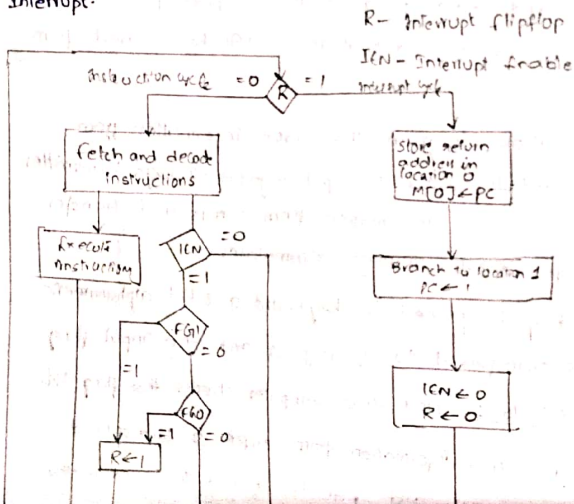 Interrupt.
R- Interrupt flipflop
IEN- Interrupt Enable
Instruction cycle =0
R
=1
Interrupt cycle
Fetch and decode
instructions
Store return
address in
location 0
M[0]←PC
Execute
instruction
IEN
=0
=1
Branch to location 1
PC←1
FGI
=0
=1
IEN←0
R←0
FGO
=1
=0
R←1